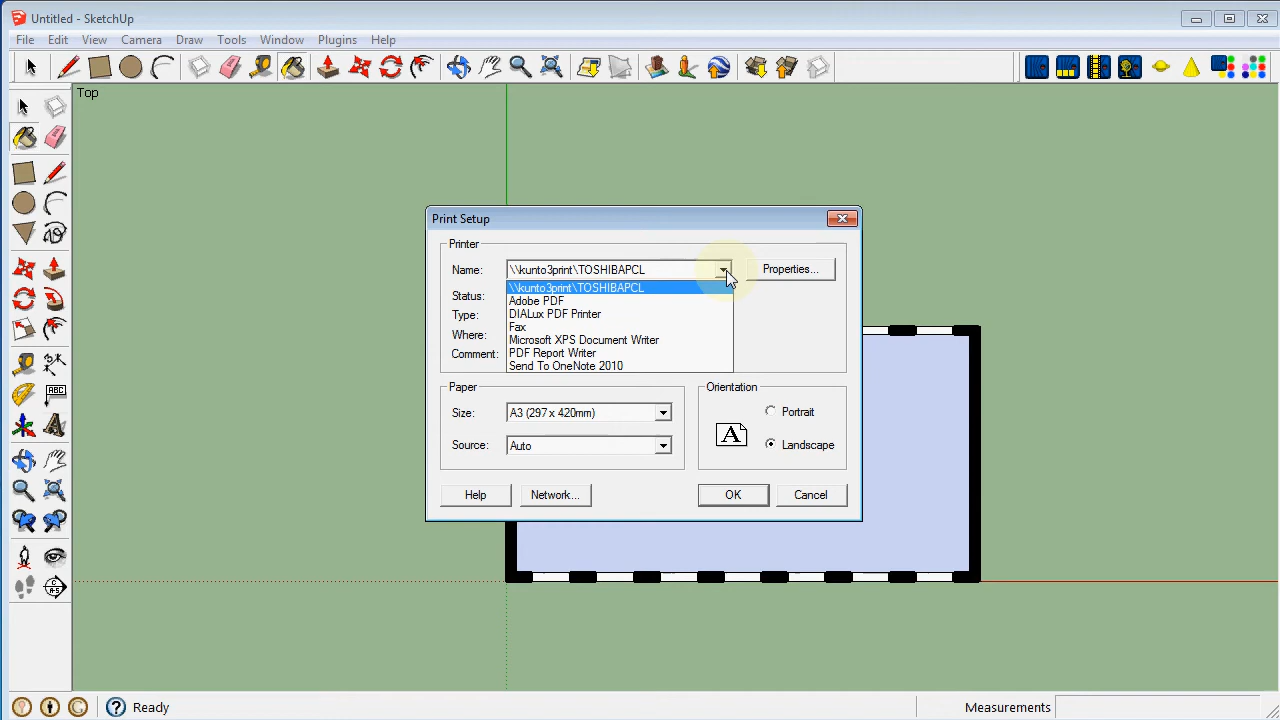 Untitled - SketchUp
File Edit View Camera Draw Tools Window Plugins Help
Top
Print Setup
Printer
Name: \\kunto3print\TOSHIBAPCL Properties...
\\kunto3print\TOSHIBAPCL
Status:
Adobe PDF
Type: DIALux PDF Printer
Fax
Where: Microsoft XPS Document Writer
Comment: PDF Report Writer
Send To OneNote 2010
Paper Orientation
Size: A3 (297 x 420mm) Portrait
A
Source: Auto Landscape
Help Network... OK Cancel
ABC
Ready Measurements